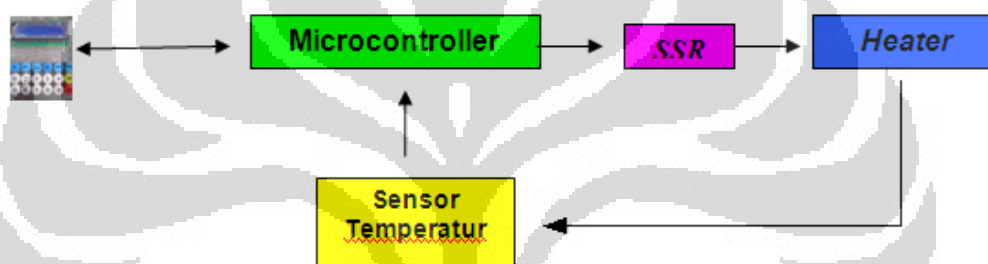 Microcontroller
SSR
Heater
Sensor
Temperatur